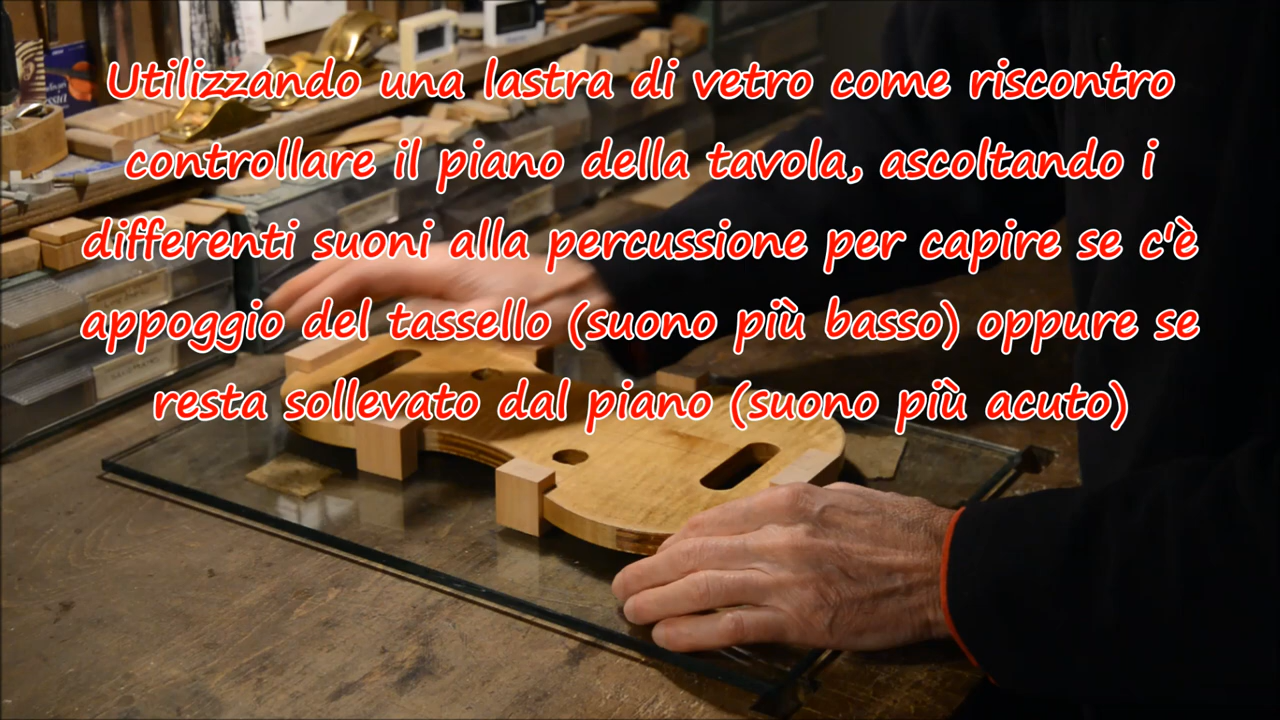 Utilizzando una lastra di vetro come riscontro
controllare il piano della tavola, ascoltando i
differenti suoni alla percussione per capire se c'è
appoggio del tassello (suono più basso) oppure se
resta sollevato dal piano (suono più acuto)